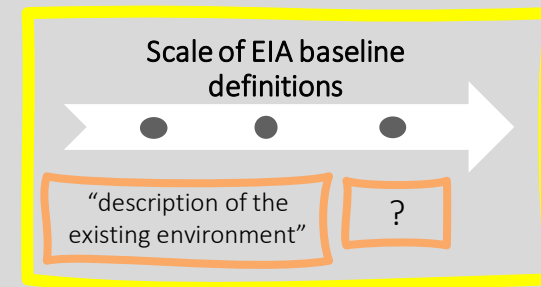 Scale of EIA baseline
definitions
“description of the
existing environment”
?